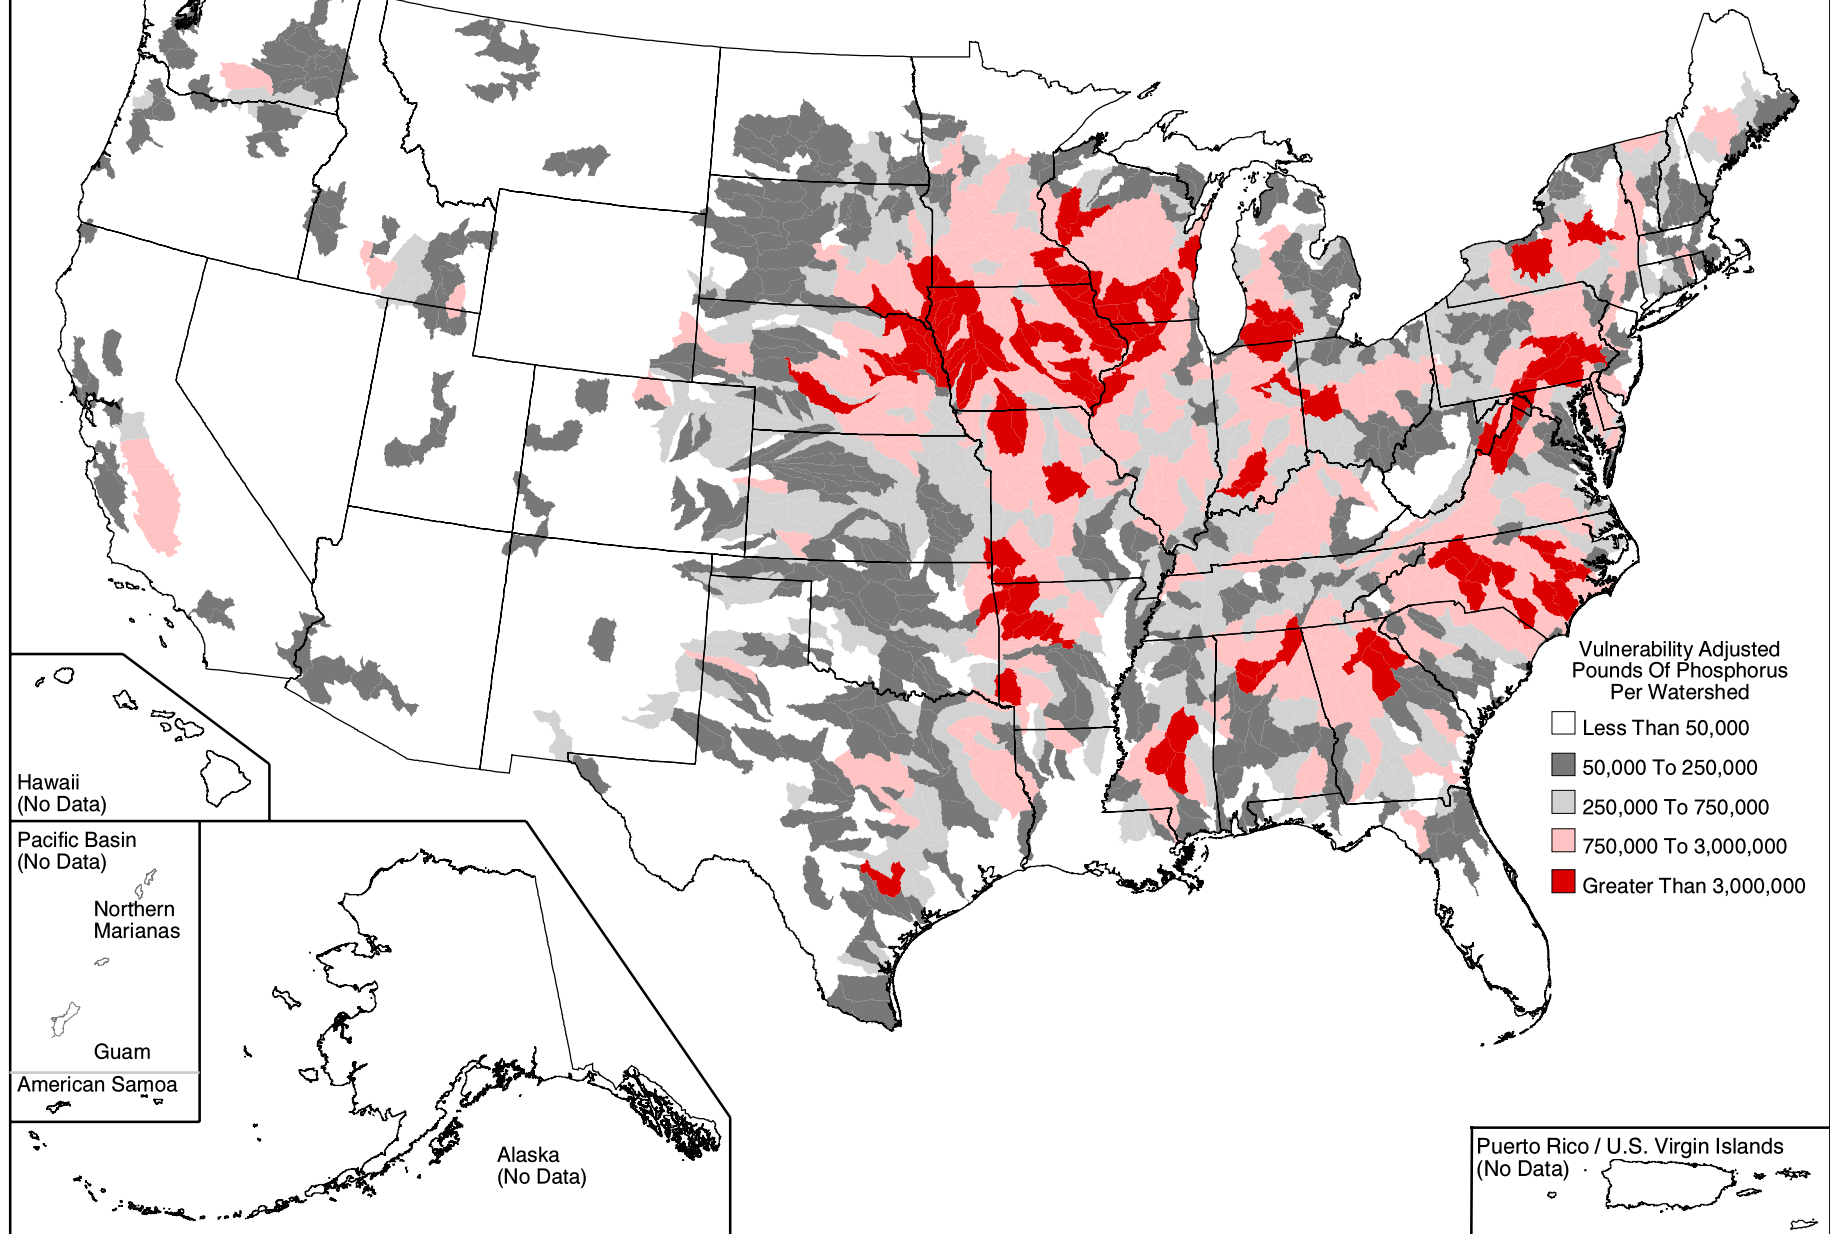 Vulnerability Adjusted
Pounds Of Phosphorus
Per Watershed
Less Than 50,000
50,000 To 250,000
250,000 To 750,000
750,000 To 3,000,000
Greater Than 3,000,000
Hawaii
(No Data)
Pacific Basin
(No Data)
Northern
Marianas
Guam
American Samoa
Alaska
(No Data)
Puerto Rico / U.S. Virgin Islands
(No Data)